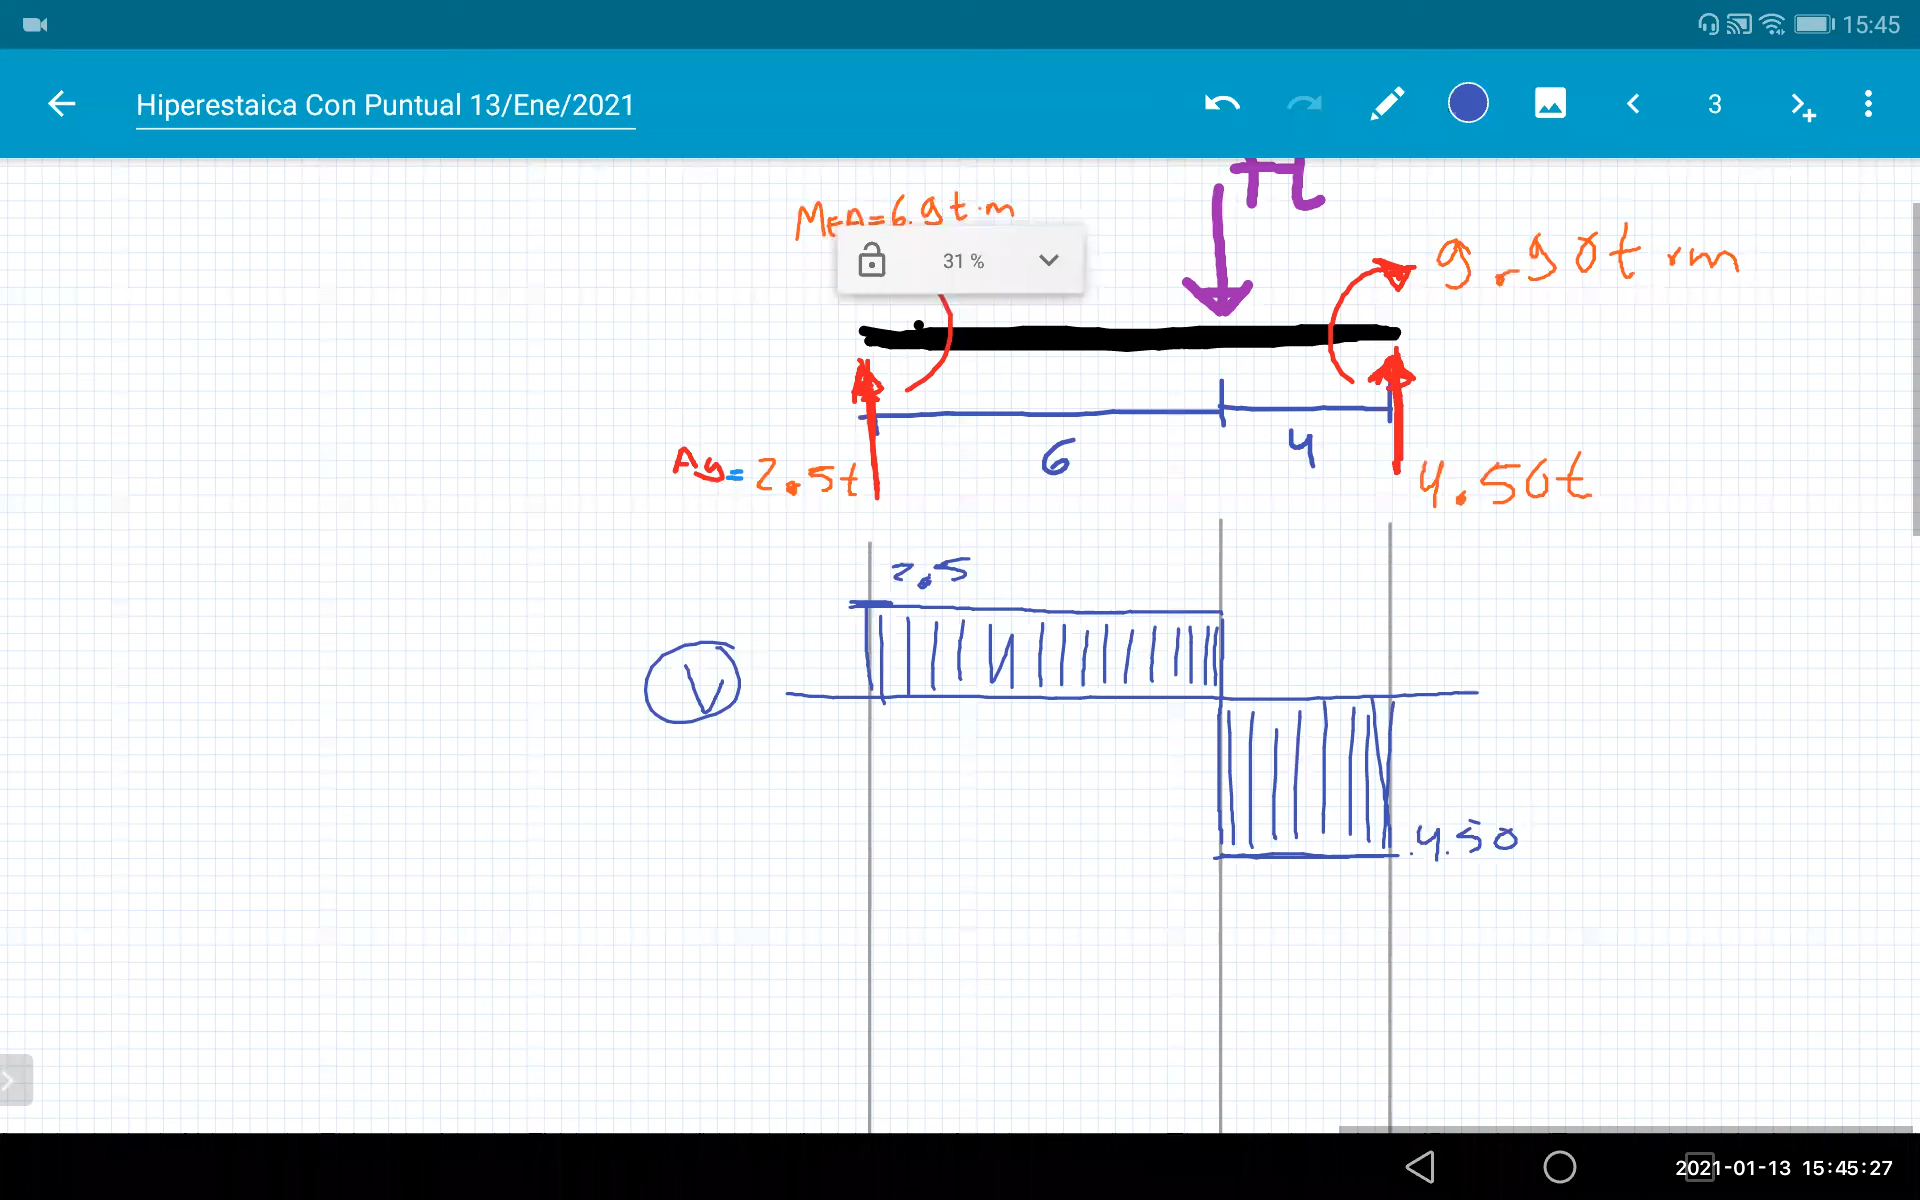 15:45
Hiperestaica Con Puntual 13/Ene/2021
3
MEA=6.9t.m
31 %
9.90t.m
6
4
Ay=2.5t
4.50t
2.5
V
4.50
2021-01-13 15:45:27